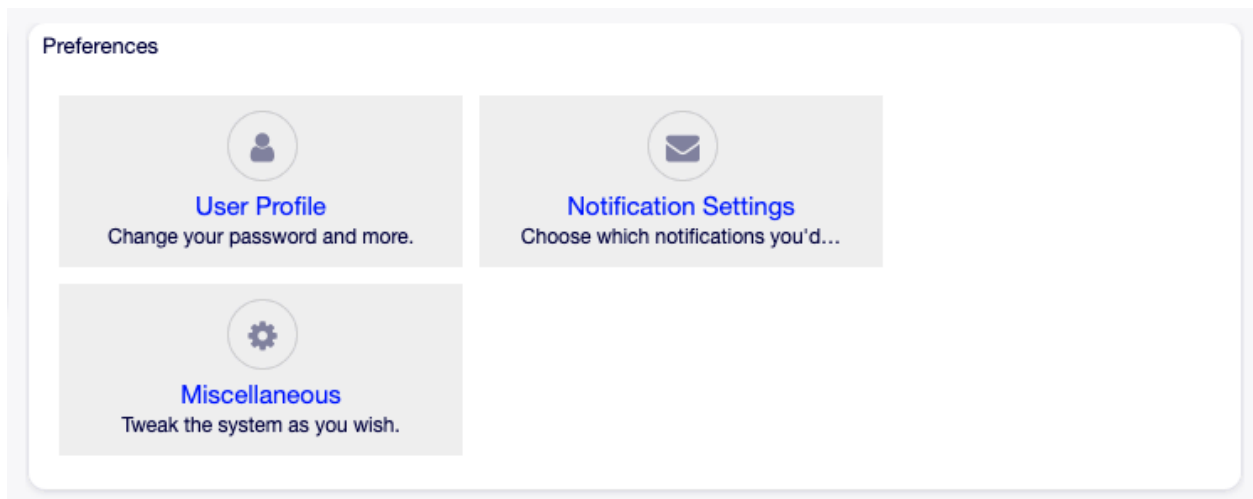 Preferences
User Profile
Change your password and more.
Notification Settings
Choose which notifications you'd...
Miscellaneous
Tweak the system as you wish.